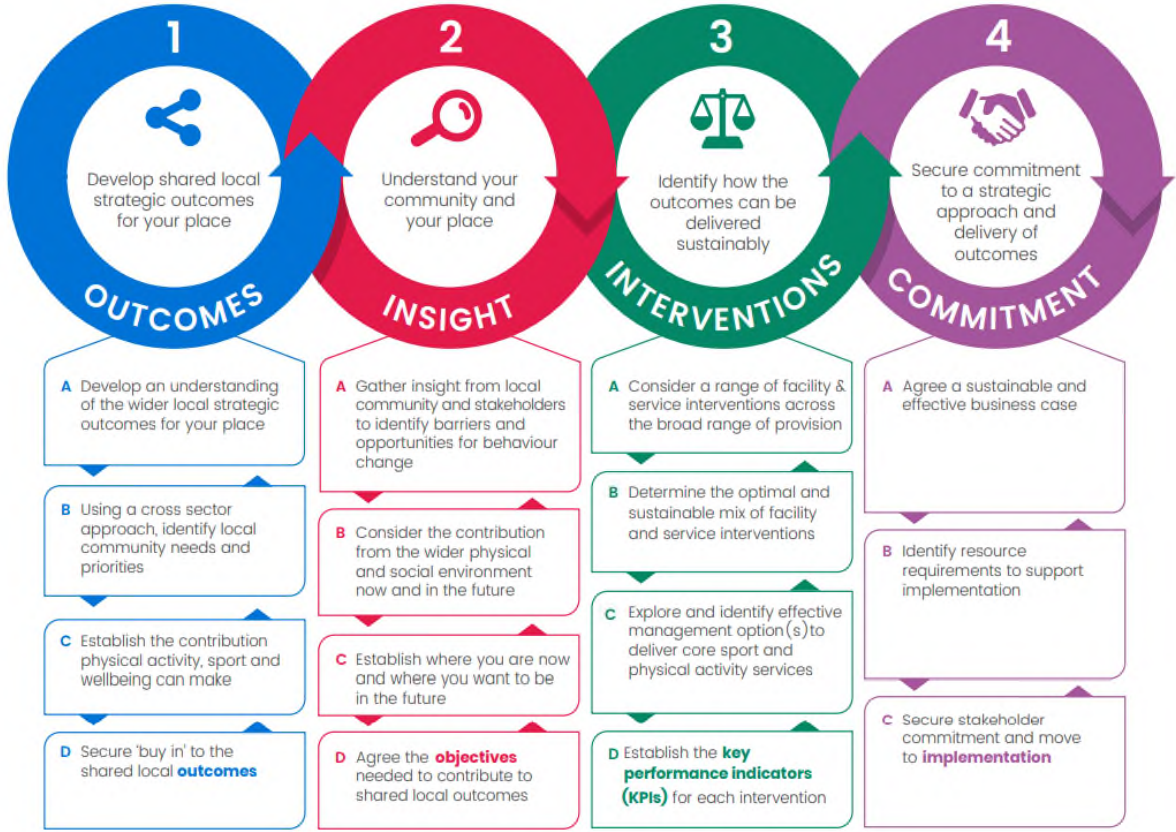 1
Develop shared local
strategic outcomes
for your place
OUTCOMES
A Develop an understanding
of the wider local strategic
outcomes for your place
B Using a cross sector
approach, identify local
community needs and
priorities
C Establish the contribution
physical activity, sport and
wellbeing can make
D Secure 'buy in' to the
shared local outcomes
2
Understand your
community and
your place
INSIGHT
A Gather insight from local
community and stakeholders
to identify barriers and
opportunities for behaviour
change
B Consider the contribution
from the wider physical
and social environment
now and in the future
C Establish where you are now
and where you want to be
in the future
D Agree the objectives
needed to contribute to
shared local outcomes
3
Identify how the
outcomes can be
delivered
sustainably
INTERVENTIONS
A Consider a range of facility &
service interventions across
the broad range of provision
B Determine the optimal and
sustainable mix of facility
and service interventions
C Explore and identify effective
management option(s)to
deliver core sport and
physical activity services
D Establish the key
performance indicators
(KPIs) for each intervention
4
Secure commitment
to a strategic
approach and
delivery of
outcomes
COMMITMENT
A Agree a sustainable and
effective business case
B Identify resource
requirements to support
implementation
C Secure stakeholder
commitment and move
to implementation